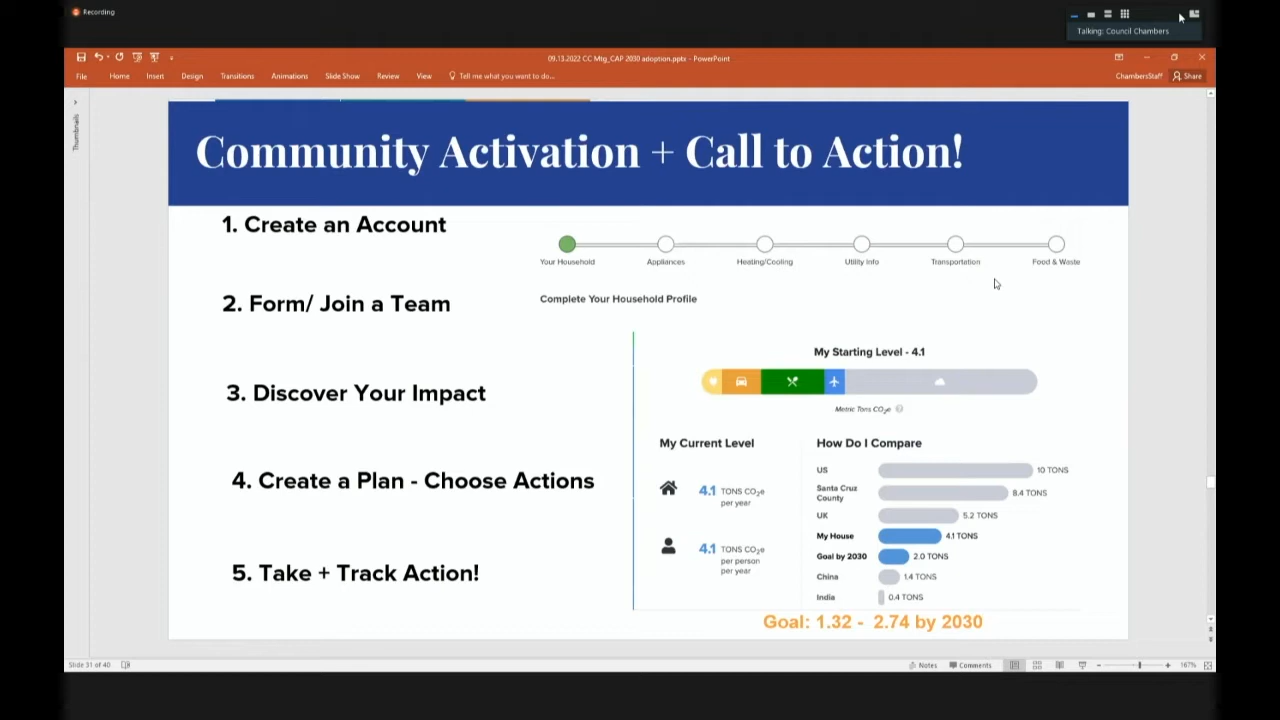 Recording
Talking: Council Chambers
09.13.2022 CC Mtg_CAP 2030 adoption.pptx - PowerPoint
File Home Insert Design Transitions Animations Slide Show Review View Tell me what you want to do... ChambersStaff Share
Thumbnails
Community Activation + Call to Action!
1. Create an Account
2. Form/ Join a Team
3. Discover Your Impact
4. Create a Plan - Choose Actions
5. Take + Track Action!
Your Household Appliances Heating/Cooling Utility Info Transportation Food & Waste
Complete Your Household Profile
My Starting Level - 4.1
Metric Tons CO₂e ?
My Current Level
4.1 TONS CO₂e
per year
4.1 TONS CO₂e
per person
per year
How Do I Compare
US 10 TONS
Santa Cruz
County 8.4 TONS
UK 5.2 TONS
My House 4.1 TONS
Goal by 2030 2.0 TONS
China 1.4 TONS
India 0.4 TONS
Goal: 1.32 - 2.74 by 2030
Slide 31 of 40 Notes Comments 167%